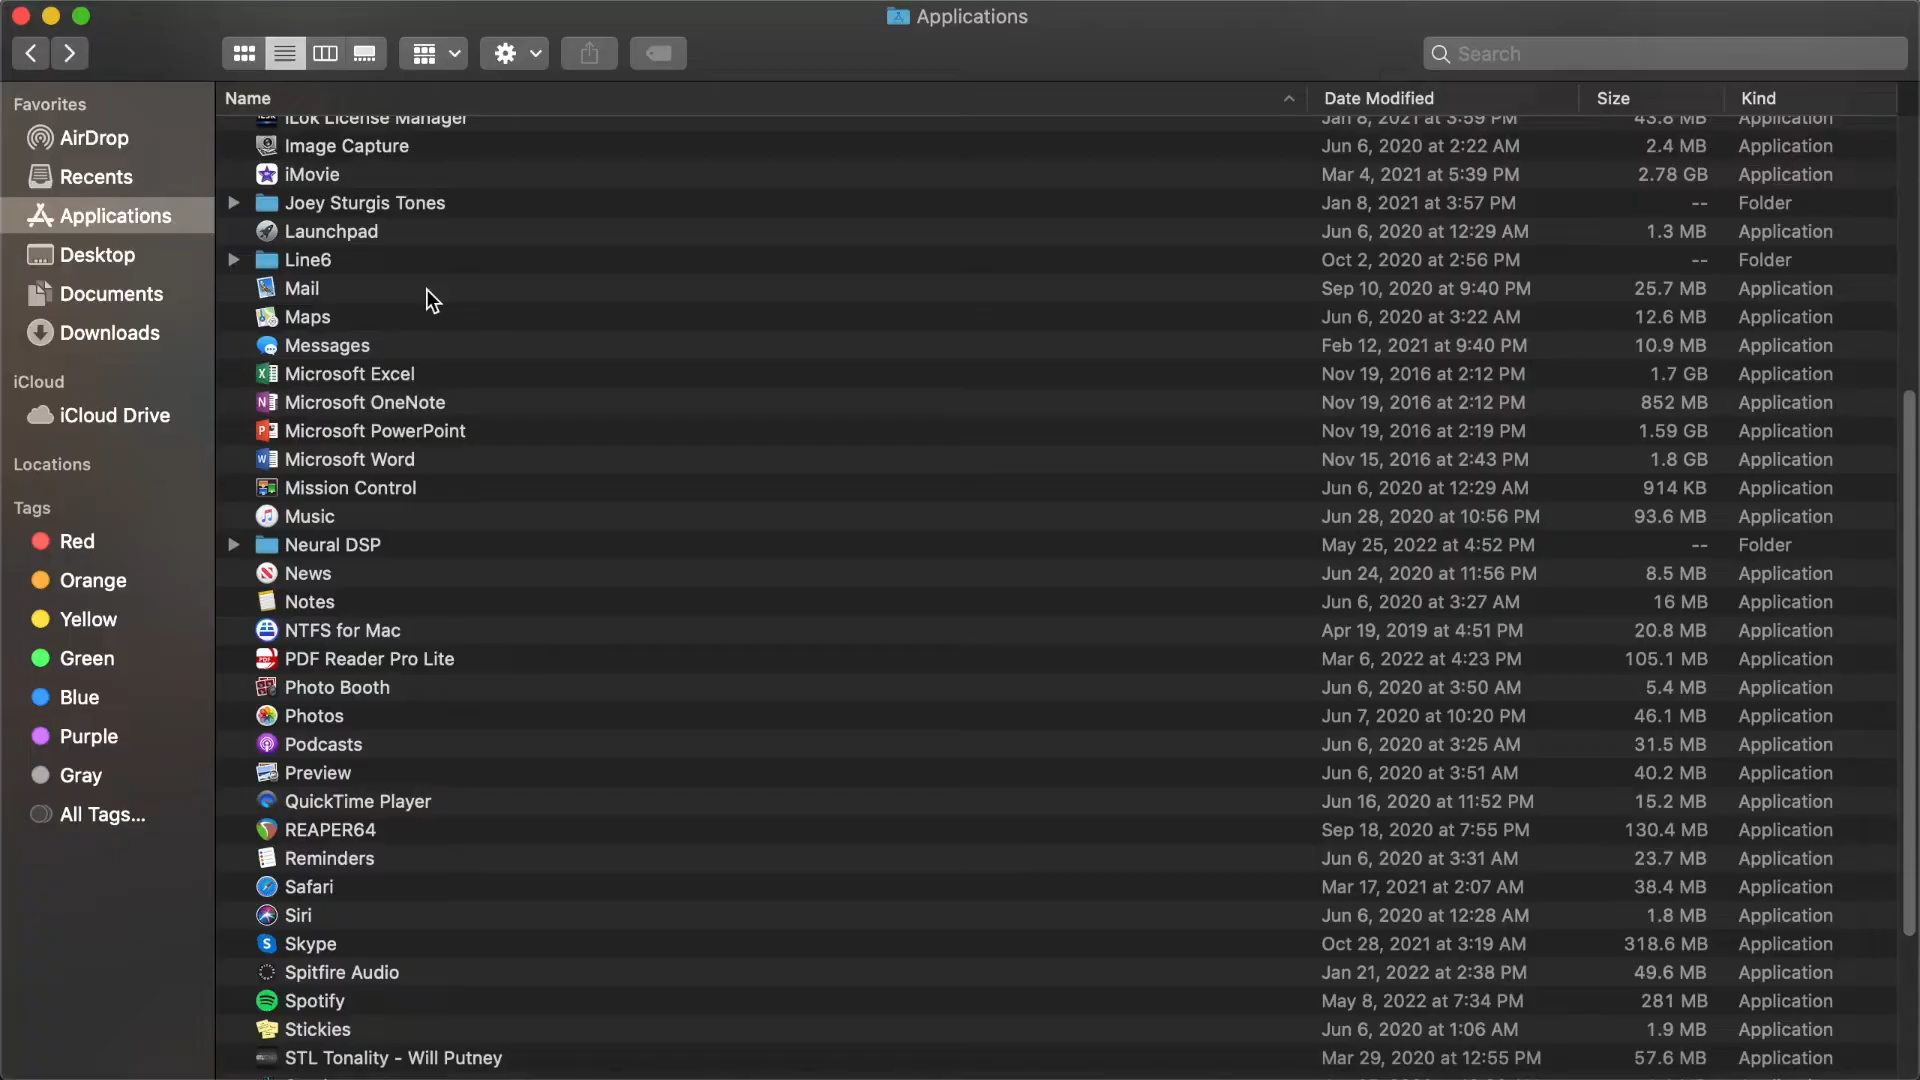 Applications
Search
Favorites
AirDrop
Recents
Applications
Desktop
Documents
Downloads
iCloud
iCloud Drive
Locations
Tags
Red
Orange
Yellow
Green
Blue
Purple
Gray
All Tags...
Name Date Modified Size Kind
iLok License Manager Jan 8, 2021 at 3:59 PM 43.8 MB Application
Image Capture Jun 6, 2020 at 2:22 AM 2.4 MB Application
iMovie Mar 4, 2021 at 5:39 PM 2.78 GB Application
Joey Sturgis Tones Jan 8, 2021 at 3:57 PM -- Folder
Launchpad Jun 6, 2020 at 12:29 AM 1.3 MB Application
Line6 Oct 2, 2020 at 2:56 PM -- Folder
Mail Sep 10, 2020 at 9:40 PM 25.7 MB Application
Maps Jun 6, 2020 at 3:22 AM 12.6 MB Application
Messages Feb 12, 2021 at 9:40 PM 10.9 MB Application
Microsoft Excel Nov 19, 2016 at 2:12 PM 1.7 GB Application
Microsoft OneNote Nov 19, 2016 at 2:12 PM 852 MB Application
Microsoft PowerPoint Nov 19, 2016 at 2:19 PM 1.59 GB Application
Microsoft Word Nov 15, 2016 at 2:43 PM 1.8 GB Application
Mission Control Jun 6, 2020 at 12:29 AM 914 KB Application
Music Jun 28, 2020 at 10:56 PM 93.6 MB Application
Neural DSP May 25, 2022 at 4:52 PM -- Folder
News Jun 24, 2020 at 11:56 PM 8.5 MB Application
Notes Jun 6, 2020 at 3:27 AM 16 MB Application
NTFS for Mac Apr 19, 2019 at 4:51 PM 20.8 MB Application
PDF Reader Pro Lite Mar 6, 2022 at 4:23 PM 105.1 MB Application
Photo Booth Jun 6, 2020 at 3:50 AM 5.4 MB Application
Photos Jun 7, 2020 at 10:20 PM 46.1 MB Application
Podcasts Jun 6, 2020 at 3:25 AM 31.5 MB Application
Preview Jun 6, 2020 at 3:51 AM 40.2 MB Application
QuickTime Player Jun 16, 2020 at 11:52 PM 15.2 MB Application
REAPER64 Sep 18, 2020 at 7:55 PM 130.4 MB Application
Reminders Jun 6, 2020 at 3:31 AM 23.7 MB Application
Safari Mar 17, 2021 at 2:07 AM 38.4 MB Application
Siri Jun 6, 2020 at 12:28 AM 1.8 MB Application
Skype Oct 28, 2021 at 3:19 AM 318.6 MB Application
Spitfire Audio Jan 21, 2022 at 2:38 PM 49.6 MB Application
Spotify May 8, 2022 at 7:34 PM 281 MB Application
Stickies Jun 6, 2020 at 1:06 AM 1.9 MB Application
STL Tonality - Will Putney Mar 29, 2020 at 12:55 PM 57.6 MB Application